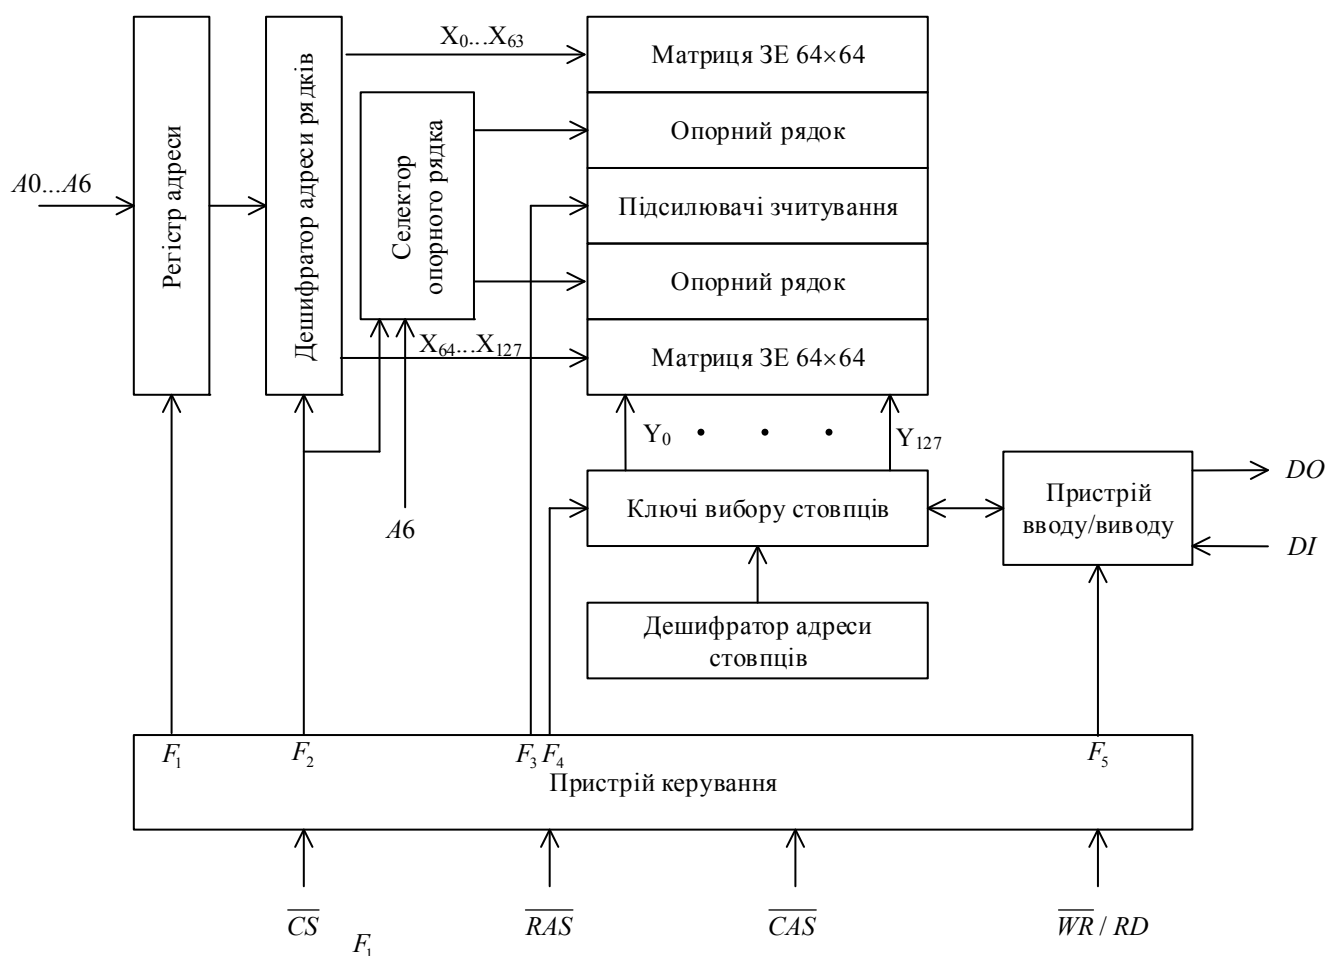 X0...X63
Матриця ЗЕ 64×64
Регістр адреси
Дешифратор адреси рядків
Селектор
опорного рядка
Опорний рядок
A0...A6
Підсилювачі зчитування
Опорний рядок
X64...X127
Матриця ЗЕ 64×64
Y0
Y127
A6
Ключі вибору стовпців
Пристрій
вводу/виводу
DO
DI
Дешифратор адреси
стовпців
F1
F2
F3
F4
F5
Пристрій керування
CS
RAS
CAS
WR / RD
F1